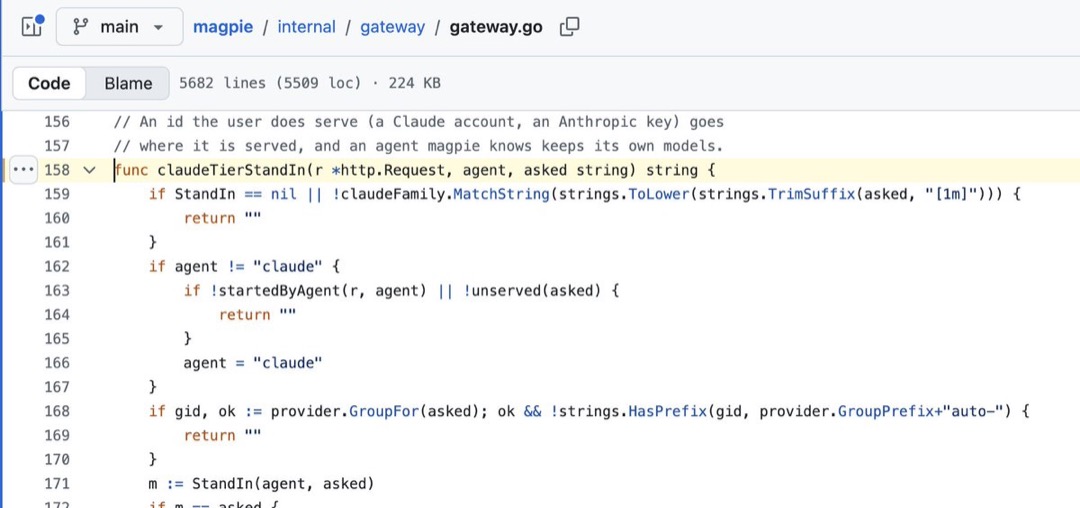 main
magpie / internal / gateway / gateway.go
Code Blame 5682 lines (5509 loc) · 224 KB
156 // An id the user does serve (a Claude account, an Anthropic key) goes
157 // where it is served, and an agent magpie knows keeps its own models.
158 func claudeTierStandIn(r *http.Request, agent, asked string) string {
159 if StandIn == nil || !claudeFamily.MatchString(strings.ToLower(strings.TrimSuffix(asked, "[1m]"))) {
160 return ""
161 }
162 if agent != "claude" {
163 if !startedByAgent(r, agent) || !unserved(asked) {
164 return ""
165 }
166 agent = "claude"
167 }
168 if gid, ok := provider.GroupFor(asked); ok && !strings.HasPrefix(gid, provider.GroupPrefix+"auto-") {
169 return ""
170 }
171 m := StandIn(agent, asked)
172 if m == asked {